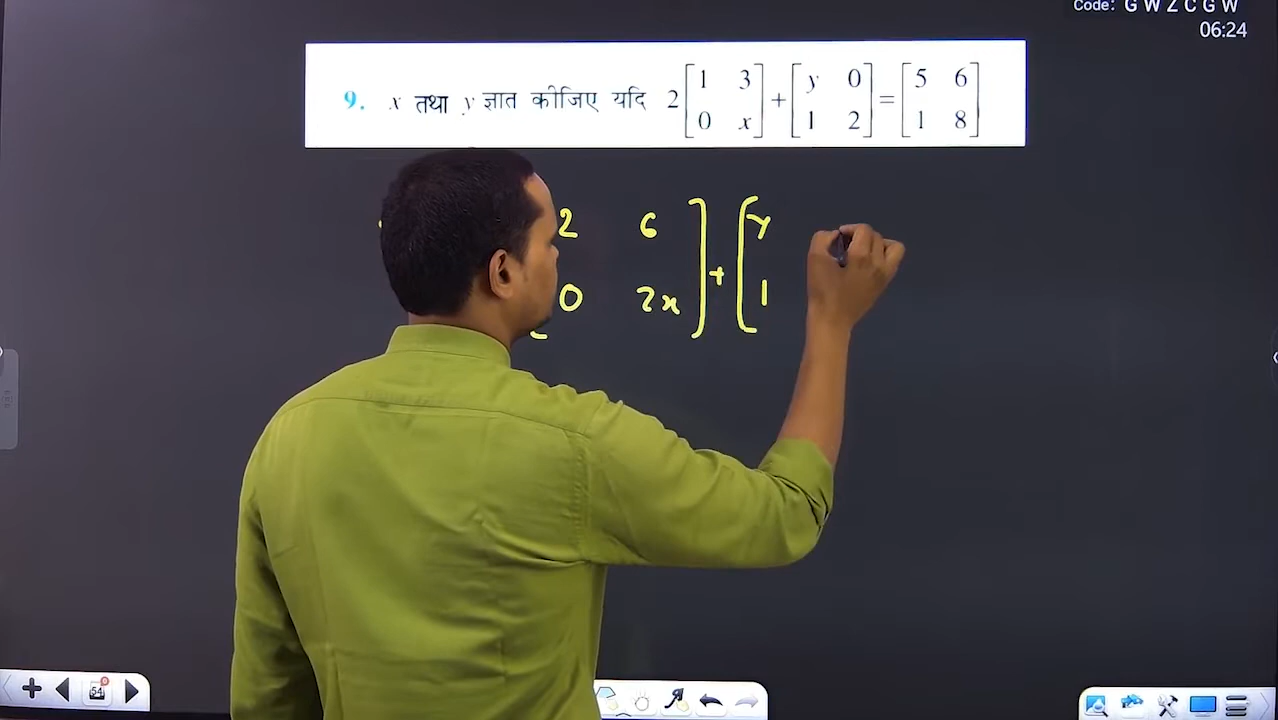 Code: G W Z C G W
06:24
9. x तथा y ज्ञात कीजिए यदि 2 [1 3; 0 x] + [y 0; 1 2] = [5 6; 1 8]
2 6 ] + [ y
0 2x 1
54